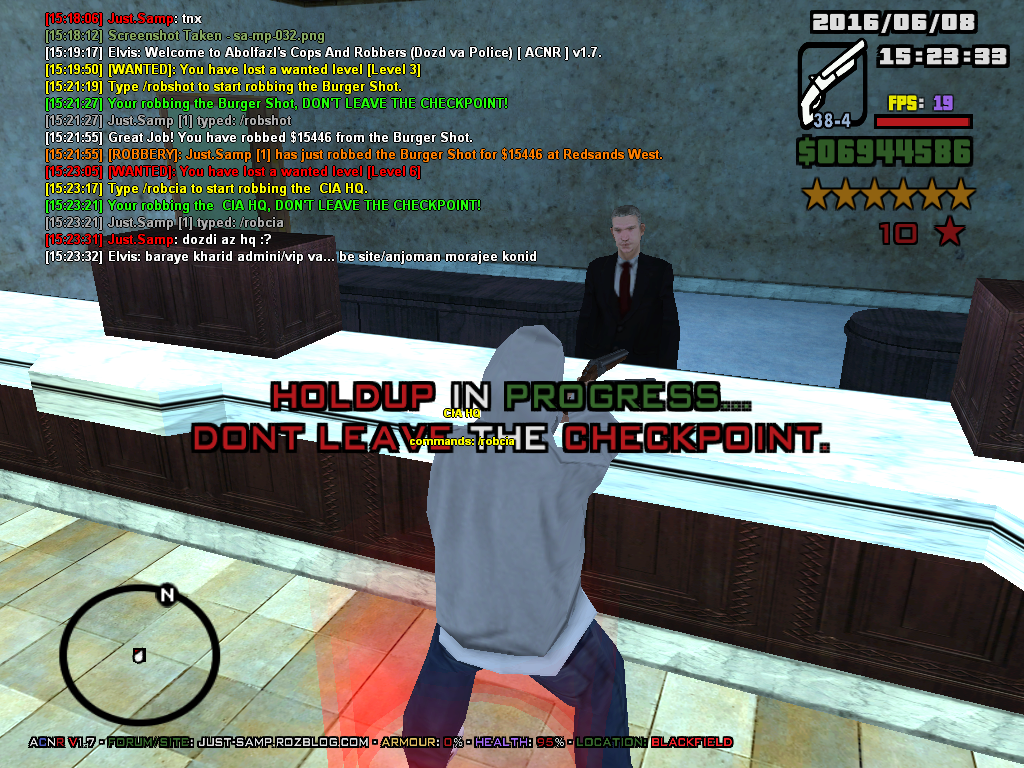 [15:18:06] Just.Samp: tnx
[15:18:12] Screenshot Taken - sa-mp-032.png
[15:19:17] Elvis: Welcome to Abolfazl's Cops And Robbers (Dozd va Police) [ ACNR ] v1.7.
[15:19:50] [WANTED]: You have lost a wanted level [Level 3]
[15:21:19] Type /robshot to start robbing the Burger Shot.
[15:21:27] Your robbing the Burger Shot, DON'T LEAVE THE CHECKPOINT!
[15:21:27] Just.Samp [1] typed: /robshot
[15:21:55] Great Job! You have robbed $15446 from the Burger Shot.
[15:21:55] [ROBBERY]: Just.Samp [1] has just robbed the Burger Shot for $15446 at Redsands West.
[15:23:05] [WANTED]: You have lost a wanted level [Level 6]
[15:23:17] Type /robcia to start robbing the  CIA HQ.
[15:23:21] Your robbing the  CIA HQ, DON'T LEAVE THE CHECKPOINT!
[15:23:21] Just.Samp [1] typed: /robcia
[15:23:31] Just.Samp: dozdi az hq :?
[15:23:32] Elvis: baraye kharid admini/vip va... be site/anjoman morajee konid
2016/06/08
15:23:33
FPS: 19
38-4
$06944586
10
HOLDUP IN PROGRESS...
CIA HQ
DONT LEAVE THE CHECKPOINT.
commands: /robcia
N
ACNR V1.7 - FORUM/SITE: JUST-SAMP.ROZBLOG.COM - ARMOUR: 0% - HEALTH: 95% - LOCATION: BLACKFIELD